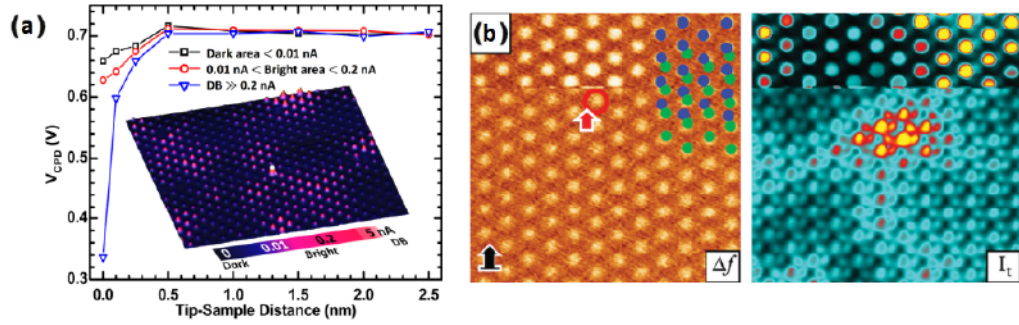 (a)
0.7
0.6
0.5
0.4
0.3
V_CPD (V)
Dark area < 0.01 nA
0.01 nA < Bright area < 0.2 nA
DB ≫ 0.2 nA
0 0.01 0.2 5 nA
Dark Bright DB
0.0 0.5 1.0 1.5 2.0 2.5
Tip-Sample Distance (nm)
(b)
Δf
I_t